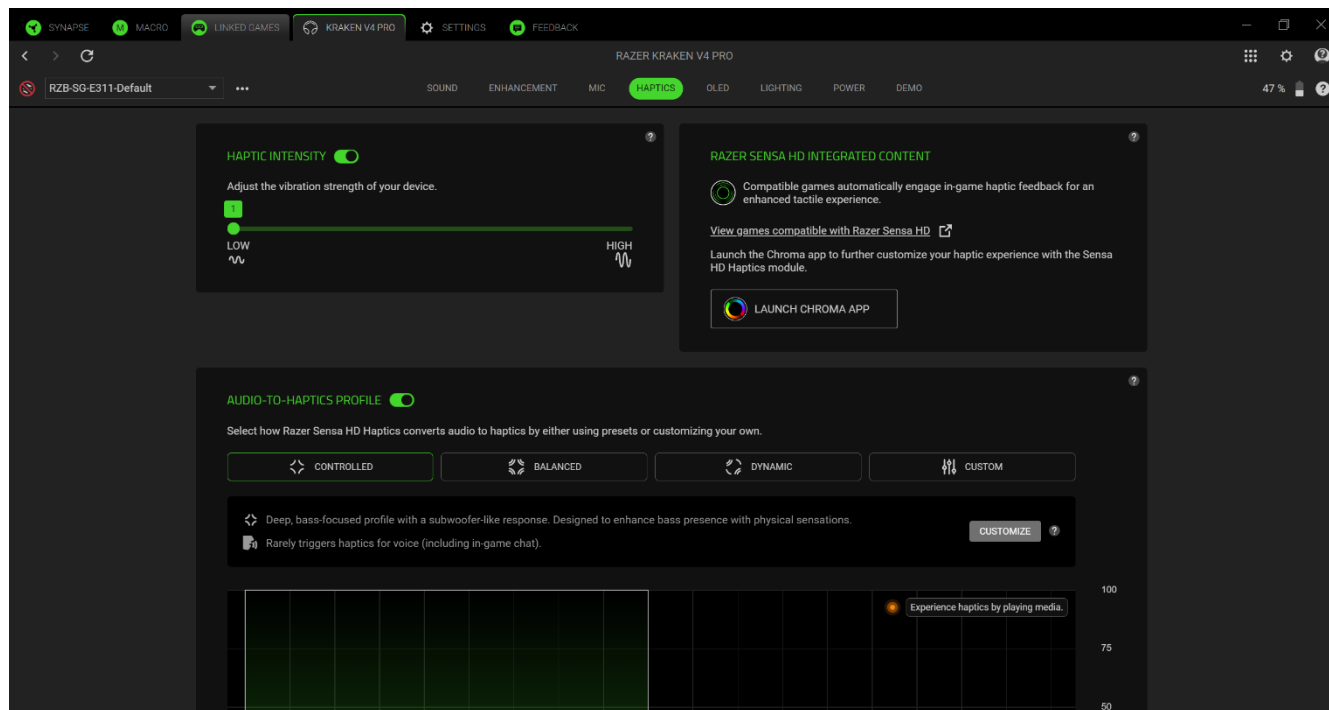 SYNAPSE
M
MACRO
LINKED GAMES
KRAKEN V4 PRO
SETTINGS
FEEDBACK
RAZER KRAKEN V4 PRO
RZB-SG-E311-Default
SOUND
ENHANCEMENT
MIC
HAPTICS
OLED
LIGHTING
POWER
DEMO
47 %
?
HAPTIC INTENSITY
?
Adjust the vibration strength of your device.
1
LOW
HIGH
RAZER SENSA HD INTEGRATED CONTENT
?
Compatible games automatically engage in-game haptic feedback for an
enhanced tactile experience.
View games compatible with Razer Sensa HD
Launch the Chroma app to further customize your haptic experience with the Sensa
HD Haptics module.
LAUNCH CHROMA APP
AUDIO-TO-HAPTICS PROFILE
?
Select how Razer Sensa HD Haptics converts audio to haptics by either using presets or customizing your own.
CONTROLLED
BALANCED
DYNAMIC
CUSTOM
Deep, bass-focused profile with a subwoofer-like response. Designed to enhance bass presence with physical sensations.
Rarely triggers haptics for voice (including in-game chat).
CUSTOMIZE
?
100
Experience haptics by playing media.
75
50